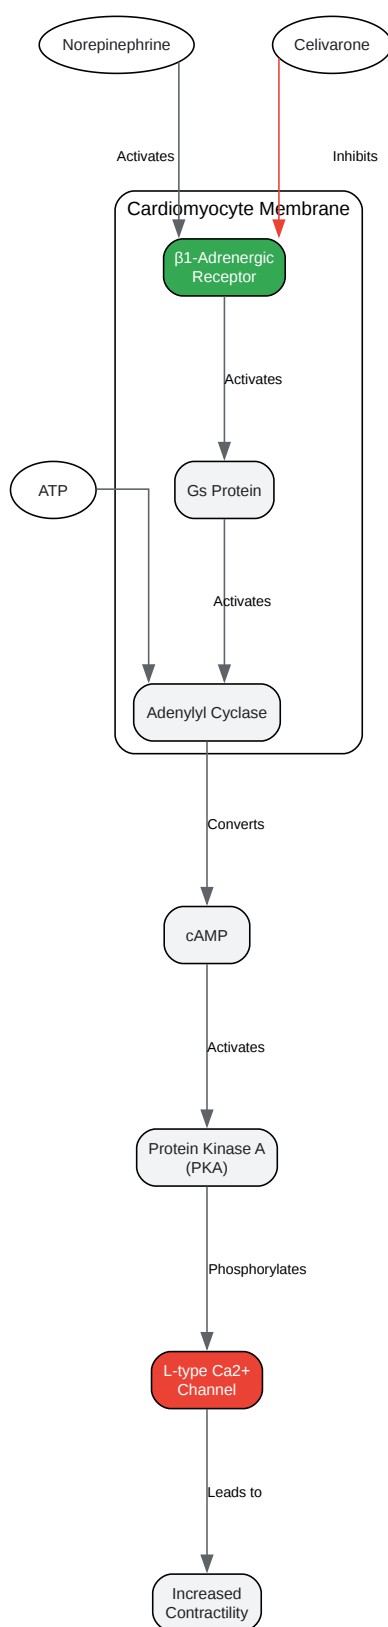 Norepinephrine
Celivarone
Activates
Inhibits
Cardiomyocyte Membrane
β1-Adrenergic
Receptor
Activates
ATP
Gs Protein
Activates
Adenylyl Cyclase
Converts
cAMP
Activates
Protein Kinase A
(PKA)
Phosphorylates
L-type Ca2+
Channel
Leads to
Increased
Contractility